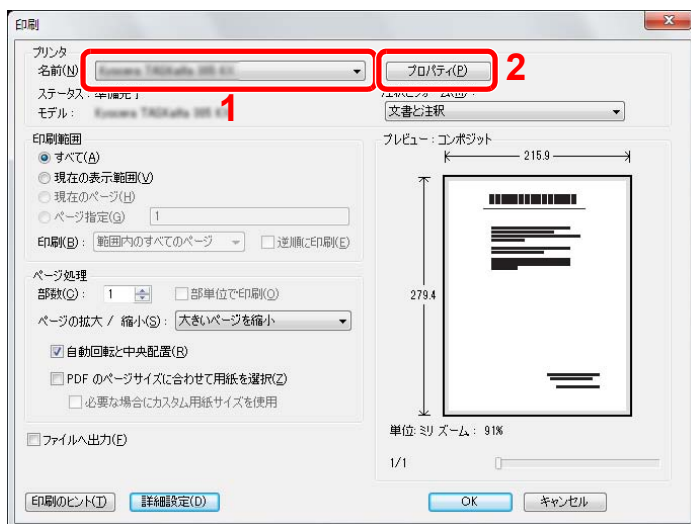 印刷
プリンタ
名前(N)
プロパティ(P)
2
1
ステータス: 準備完了
モデル:
文書と注釈
印刷範囲
すべて(A)
現在の表示範囲(V)
現在のページ(H)
ページ指定(G) 1
印刷(B): 範囲内のすべてのページ 逆順に印刷(E)
ページ処理
部数(C): 1 部単位で印刷(O)
ページの拡大 / 縮小(S): 大きいページを縮小
自動回転と中央配置(R)
PDF のページサイズに合わせて用紙を選択(Z)
必要な場合にカスタム用紙サイズを使用
ファイルへ出力(F)
プレビュー: コンポジット
215.9
279.4
単位: ミリ ズーム: 91%
1/1
印刷のヒント(T) 詳細設定(D) OK キャンセル